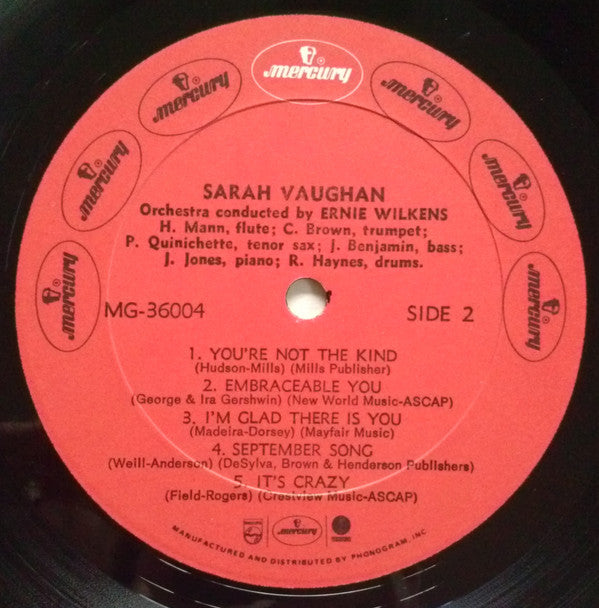 mercury
mercury
mercury
mercury
mercury
mercury
mercury
mercury
SARAH VAUGHAN
Orchestra conducted by ERNIE WILKENS
H. Mann, flute; C. Brown, trumpet;
P. Quinichette, tenor sax; J. Benjamin, bass;
J. Jones, piano; R. Haynes, drums.
MG-36004
SIDE 2
1. YOU'RE NOT THE KIND
(Hudson-Mills) (Mills Publisher)
2. EMBRACEABLE YOU
(George & Ira Gershwin) (New World Music-ASCAP)
3. I'M GLAD THERE IS YOU
(Madeira-Dorsey) (Mayfair Music)
4. SEPTEMBER SONG
(Weill-Anderson) (DeSylva, Brown & Henderson Publishers)
5. IT'S CRAZY
(Field-Rogers) (Crestview Music-ASCAP)
PHILIPS
mercury
MANUFACTURED AND DISTRIBUTED BY PHONOGRAM, INC